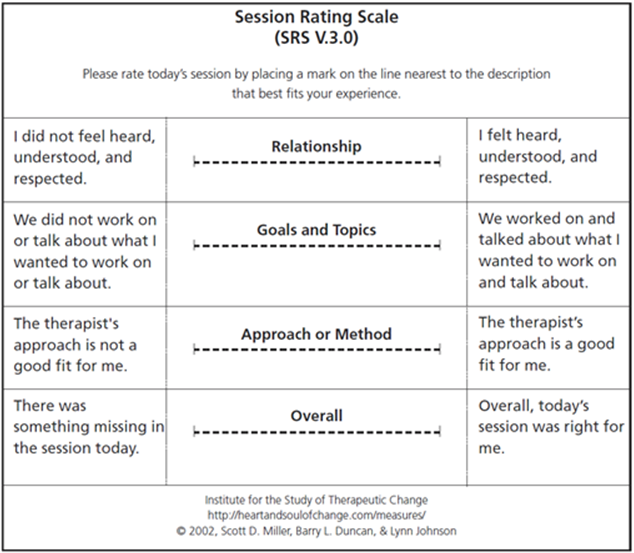 Session Rating Scale
(SRS V.3.0)
Please rate today's session by placing a mark on the line nearest to the description
that best fits your experience.
I did not feel heard,
understood, and
respected.
Relationship
I felt heard,
understood, and
respected.
We did not work on
or talk about what I
wanted to work on
or talk about.
Goals and Topics
We worked on and
talked about what I
wanted to work on
and talk about.
The therapist's
approach is not a
good fit for me.
Approach or Method
The therapist's
approach is a good
fit for me.
There was
something missing in
the session today.
Overall
Overall, today's
session was right for
me.
Institute for the Study of Therapeutic Change
http://heartandsoulofchange.com/measures/
© 2002, Scott D. Miller, Barry L. Duncan, & Lynn Johnson